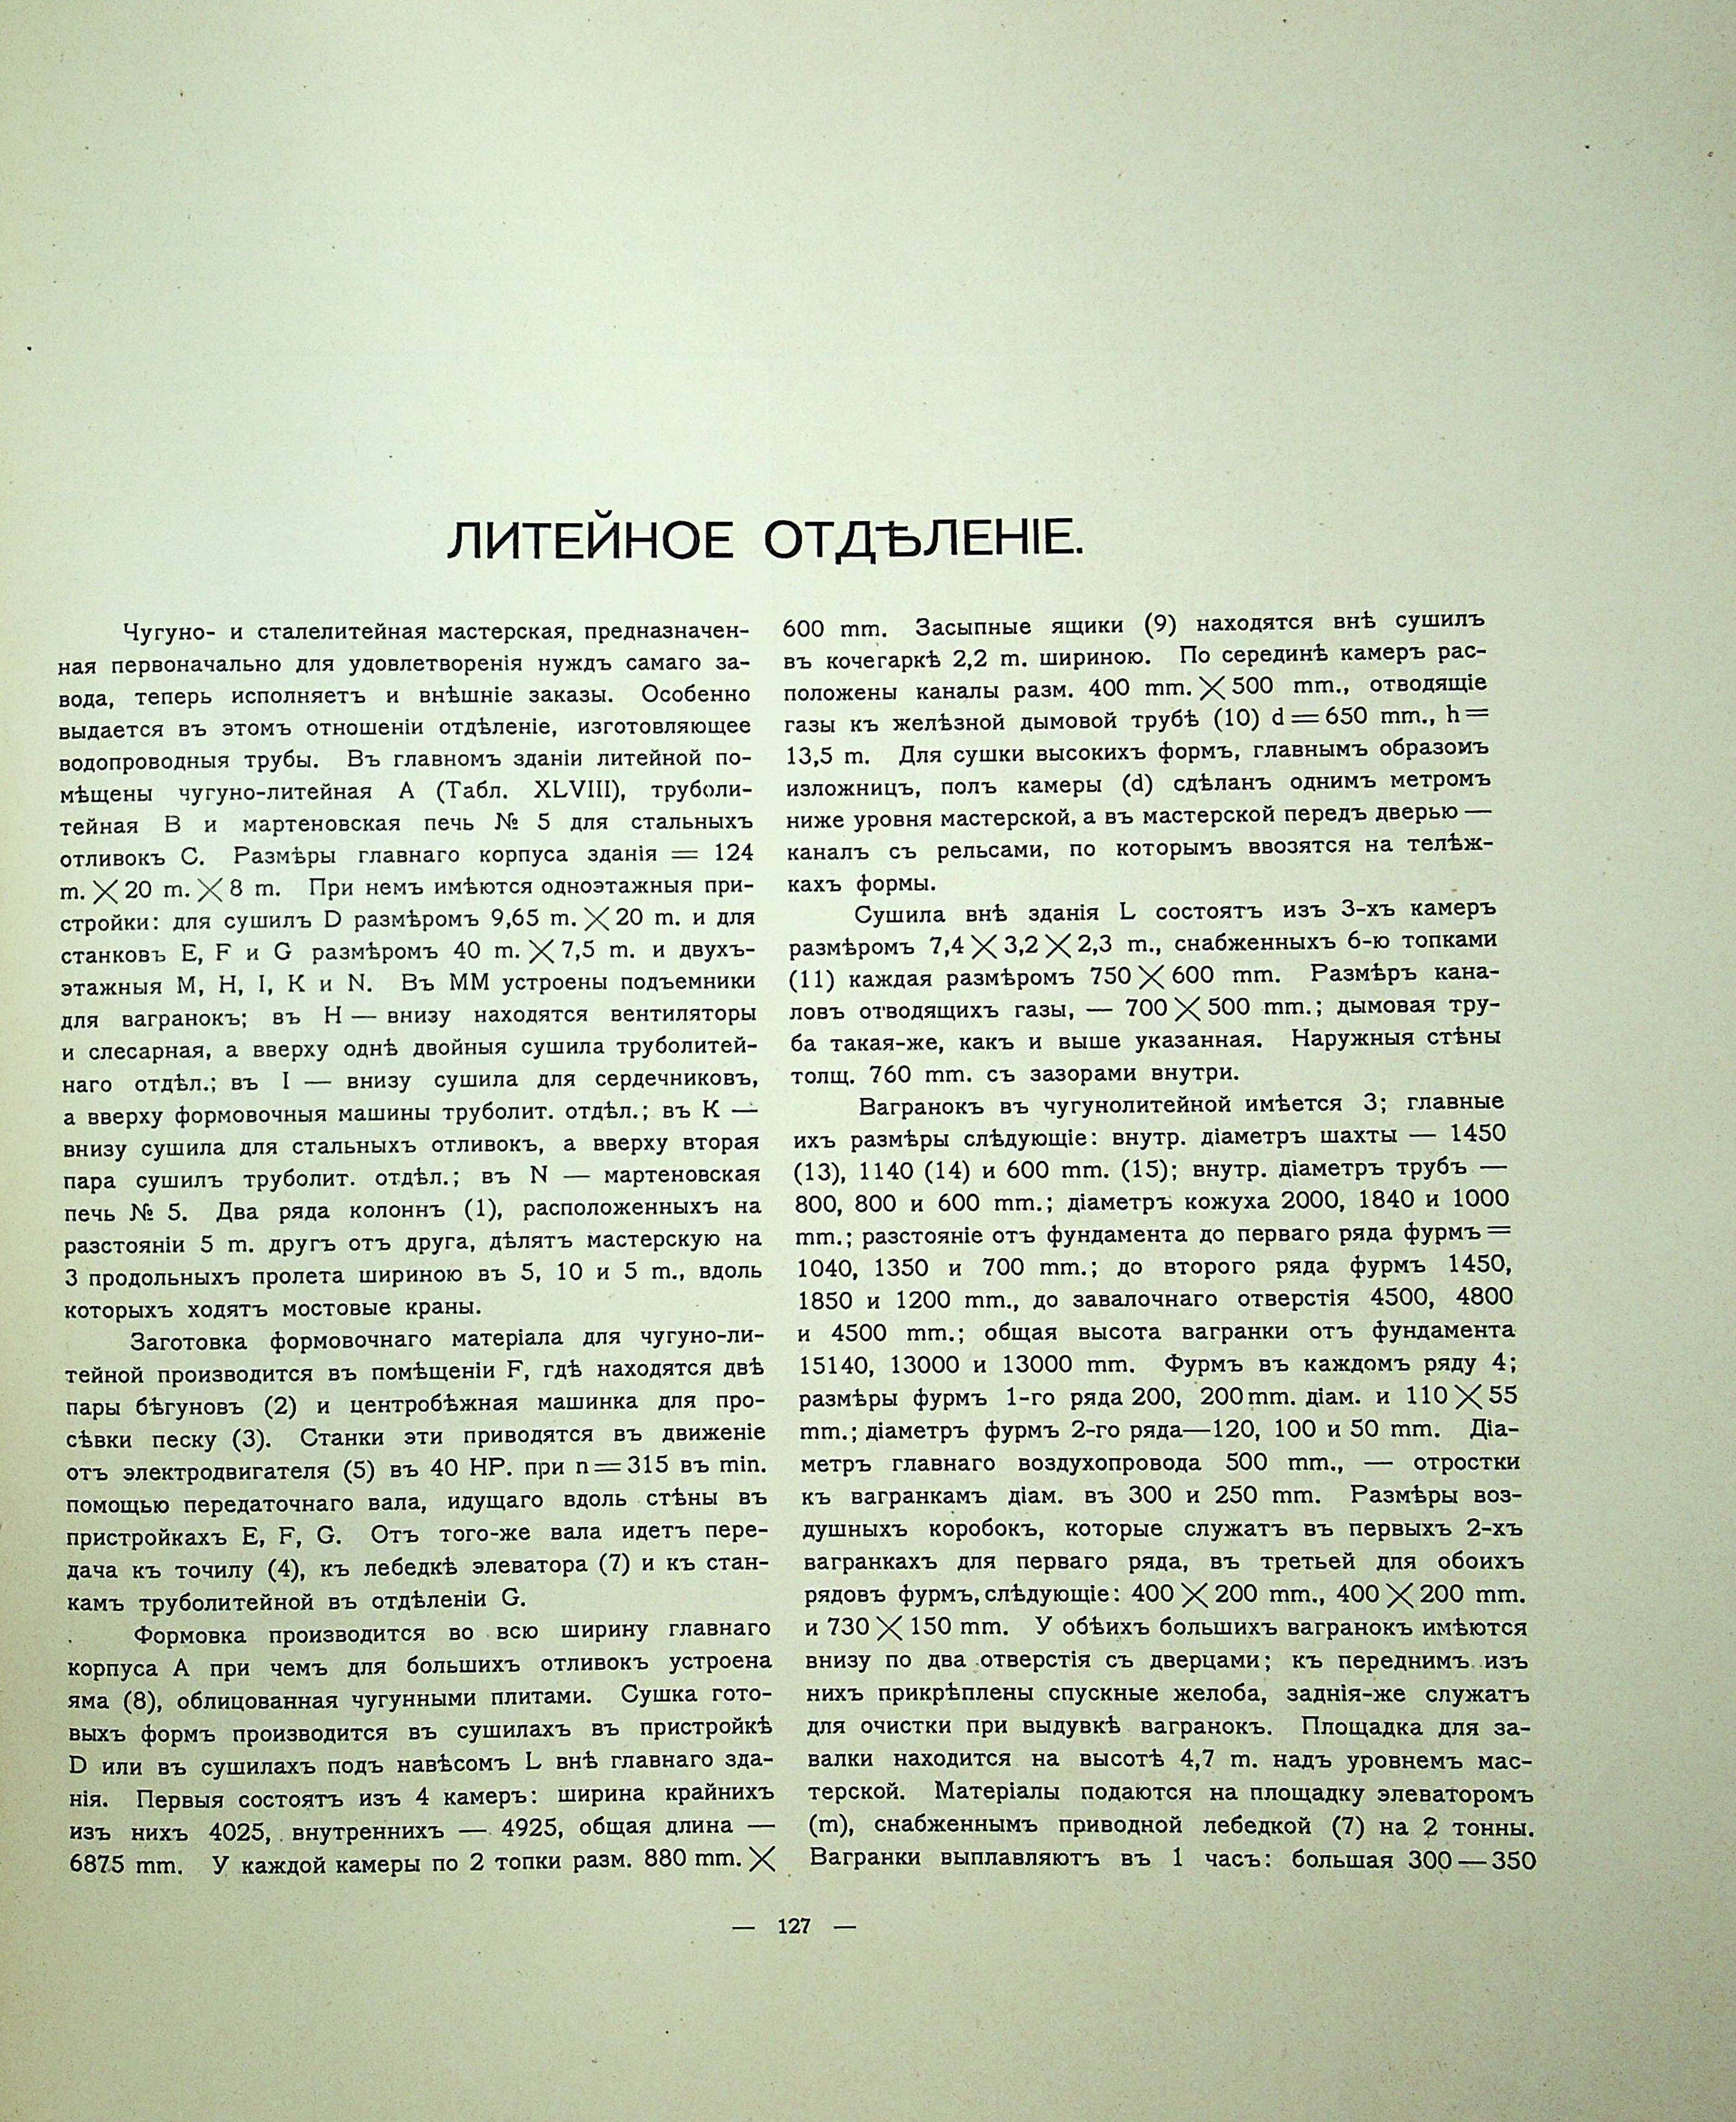 ЛИТЕЙНОЕ ОТДѢЛЕНІЕ.
Чугуно- и сталелитейная мастерская, предназначен-
ная первоначально для удовлетворенія нуждъ самаго за-
вода, теперь исполняетъ и внѣшніе заказы. Особенно
выдается въ этомъ отношеніи отдѣленіе, изготовляющее
водопроводныя трубы. Въ главномъ зданіи литейной по-
мѣщены чугуно-литейная A (Табл. XLVIII), труболи-
тейная B и мартеновская печь № 5 для стальныхъ
отливокъ C. Размѣры главнаго корпуса зданія = 124
m. ╳ 20 m. ╳ 8 m. При немъ имѣются одноэтажныя при-
стройки: для сушилъ D размѣромъ 9,65 m. ╳ 20 m. и для
станковъ E, F и G размѣромъ 40 m. ╳ 7,5 m. и двухъ-
этажныя M, H, I, K и N. Въ MM устроены подъемники
для вагранокъ; въ H — внизу находятся вентиляторы
и слесарная, а вверху однѣ двойныя сушила труболитей-
наго отдѣл.; въ I — внизу сушила для сердечниковъ,
а вверху формовочныя машины труболит. отдѣл.; въ K —
внизу сушила для стальныхъ отливокъ, а вверху вторая
пара сушилъ труболит. отдѣл.; въ N — мартеновская
печь № 5. Два ряда колоннъ (1), расположенныхъ на
разстояніи 5 m. другъ отъ друга, дѣлятъ мастерскую на
3 продольныхъ пролета шириною въ 5, 10 и 5 m., вдоль
которыхъ ходятъ мостовые краны.
Заготовка формовочнаго матеріала для чугуно-ли-
тейной производится въ помѣщеніи F, гдѣ находятся двѣ
пары бѣгуновъ (2) и центробѣжная машинка для про-
сѣвки песку (3). Станки эти приводятся въ движеніе
отъ электродвигателя (5) въ 40 HP. при n = 315 въ min.
помощью передаточнаго вала, идущаго вдоль стѣны въ
пристройкахъ E, F, G. Отъ того-же вала идетъ пере-
дача къ точилу (4), къ лебедкѣ элеватора (7) и къ стан-
камъ труболитейной въ отдѣленіи G.
Формовка производится во всю ширину главнаго
корпуса A при чемъ для большихъ отливокъ устроена
яма (8), облицованная чугунными плитами. Сушка гото-
выхъ формъ производится въ сушилахъ въ пристройкѣ
D или въ сушилахъ подъ навѣсомъ L внѣ главнаго зда-
нія. Первыя состоятъ изъ 4 камеръ: ширина крайнихъ
изъ нихъ 4025, внутреннихъ — 4925, общая длина —
6875 mm. У каждой камеры по 2 топки разм. 880 mm. ╳
600 mm. Засыпные ящики (9) находятся внѣ сушилъ
въ кочегаркѣ 2,2 m. шириною. По серединѣ камеръ рас-
положены каналы разм. 400 mm. ╳ 500 mm., отводящіе
газы къ желѣзной дымовой трубѣ (10) d = 650 mm., h =
13,5 m. Для сушки высокихъ формъ, главнымъ образомъ
изложницъ, полъ камеры (d) сдѣланъ однимъ метромъ
ниже уровня мастерской, а въ мастерской передъ дверью —
каналъ съ рельсами, по которымъ ввозятся на телѣж-
кахъ формы.
Сушила внѣ зданія L состоятъ изъ 3-хъ камеръ
размѣромъ 7,4 ╳ 3,2 ╳ 2,3 m., снабженныхъ 6-ю топками
(11) каждая размѣромъ 750 ╳ 600 mm. Размѣръ кана-
ловъ отводящихъ газы, — 700 ╳ 500 mm.; дымовая тру-
ба такая-же, какъ и выше указанная. Наружныя стѣны
толщ. 760 mm. съ зазорами внутри.
Вагранокъ въ чугунолитейной имѣется 3; главные
ихъ размѣры слѣдующіе: внутр. діаметръ шахты — 1450
(13), 1140 (14) и 600 mm. (15); внутр. діаметръ трубъ —
800, 800 и 600 mm.; діаметръ кожуха 2000, 1840 и 1000
mm.; разстояніе отъ фундамента до перваго ряда фурмъ =
1040, 1350 и 700 mm.; до второго ряда фурмъ 1450,
1850 и 1200 mm., до завалочнаго отверстія 4500, 4800
и 4500 mm.; общая высота вагранки отъ фундамента
15140, 13000 и 13000 mm. Фурмъ въ каждомъ ряду 4;
размѣры фурмъ 1-го ряда 200, 200 mm. діам. и 110 ╳ 55
mm.; діаметръ фурмъ 2-го ряда—120, 100 и 50 mm. Діа-
метръ главнаго воздухопровода 500 mm., — отростки
къ вагранкамъ діам. въ 300 и 250 mm. Размѣры воз-
душныхъ коробокъ, которые служатъ въ первыхъ 2-хъ
вагранкахъ для перваго ряда, въ третьей для обоихъ
рядовъ фурмъ, слѣдующіе: 400 ╳ 200 mm., 400 ╳ 200 mm.
и 730 ╳ 150 mm. У обѣихъ большихъ вагранокъ имѣются
внизу по два отверстія съ дверцами; къ переднимъ изъ
нихъ прикрѣплены спускные желоба, заднія-же служатъ
для очистки при выдувкѣ вагранокъ. Площадка для за-
валки находится на высотѣ 4,7 m. надъ уровнемъ мас-
терской. Матеріалы подаются на площадку элеваторомъ
(m), снабженнымъ приводной лебедкой (7) на 2 тонны.
Вагранки выплавляютъ въ 1 часъ: большая 300 — 350
— 127 —